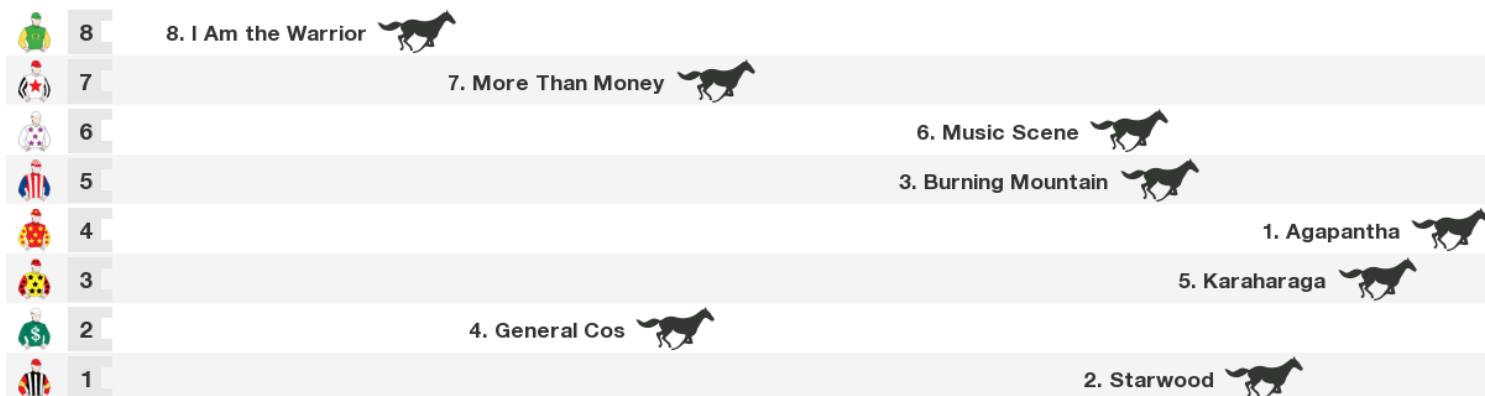 8 8. I Am the Warrior
7 7. More Than Money
6 6. Music Scene
5 3. Burning Mountain
4 1. Agapantha
3 5. Karaharaga
2 4. General Cos
$
1 2. Starwood